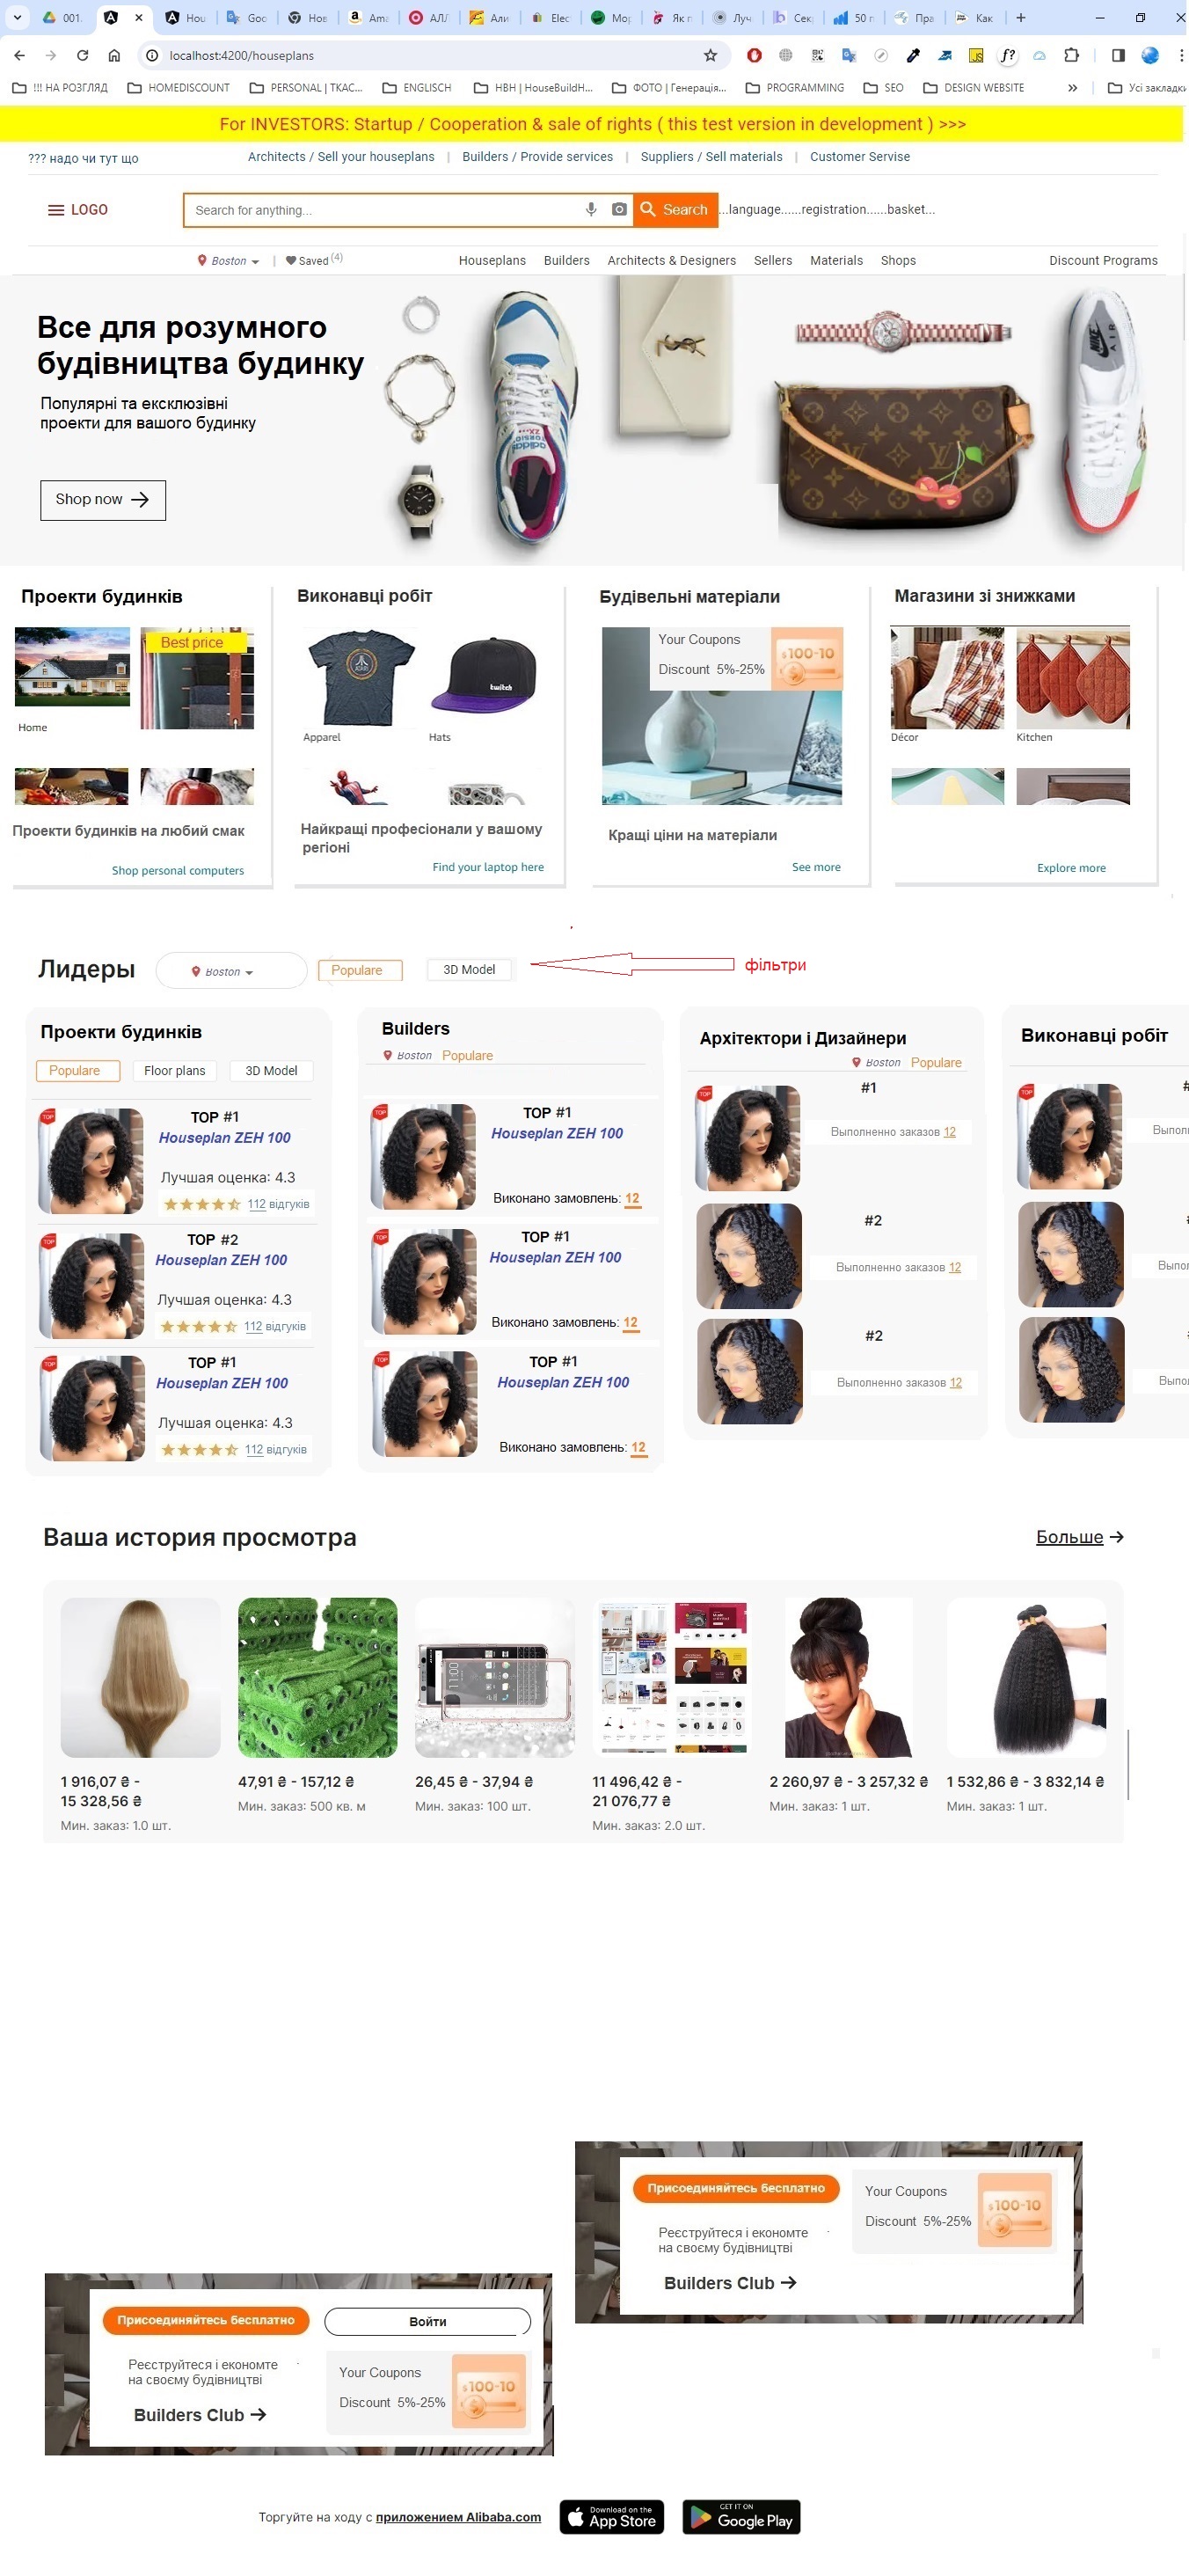 001.
Hou
Goo
Нов
Ama
АЛЛ
Али
Elec
Мор
Як п
Луч
Сек
50 п
Пра
Как
localhost:4200/houseplans
!!! НА РОЗГЛЯД
HOMEDISCOUNT
PERSONAL | ТКАС...
ENGLISCH
HBH | HouseBuildH...
ФОТО | Генерація...
PROGRAMMING
SEO
DESIGN WEBSITE
»
Усі закладки
For INVESTORS: Startup / Cooperation & sale of rights ( this test version in development ) >>>
??? надо чи тут що
Architects / Sell your houseplans | Builders / Provide services | Suppliers / Sell materials | Customer Servise
LOGO
Search for anything...
Search
...language......registration......basket...
Boston
Saved (4)
Houseplans
Builders
Architects & Designers
Sellers
Materials
Shops
Discount Programs
Все для розумного
будівництва будинку
Популярні та ексклюзівні
проекти для вашого будинку
Shop now
Проекти будинків
Best price
Home
Проекти будинків на любий смак
Shop personal computers
Виконавці робіт
ATARI
twitch
Apparel
Hats
Найкращі професіонали у вашому
регіоні
Find your laptop here
Будівельні матеріали
Your Coupons
Discount 5%-25%
$100-10
Кращі ціни на матеріали
See more
Магазини зі знижками
Décor
Kitchen
Explore more
Лидеры
Boston
Populare
3D Model
фільтри
Проекти будинків
Populare
Floor plans
3D Model
TOP
TOP #1
Houseplan ZEH 100
Лучшая оценка: 4.3
112 відгуків
TOP
TOP #2
Houseplan ZEH 100
Лучшая оценка: 4.3
112 відгуків
TOP
TOP #1
Houseplan ZEH 100
Лучшая оценка: 4.3
112 відгуків
Builders
Boston Populare
TOP
TOP #1
Houseplan ZEH 100
Виконано замовлень: 12
TOP
TOP #1
Houseplan ZEH 100
Виконано замовлень: 12
TOP
TOP #1
Houseplan ZEH 100
Виконано замовлень: 12
Архітектори і Дизайнери
Boston Populare
TOP
#1
Выполненно заказов 12
#2
Выполненно заказов 12
#2
Выполненно заказов 12
Виконавці робіт
TOP
Выпол
Выпол
Выпол
Ваша история просмотра
Больше
1 916,07 ₴ -
15 328,56 ₴
Мин. заказ: 1.0 шт.
47,91 ₴ - 157,12 ₴
Мин. заказ: 500 кв. м
11:00
26,45 ₴ - 37,94 ₴
Мин. заказ: 100 шт.
11 496,42 ₴ -
21 076,77 ₴
Мин. заказ: 2.0 шт.
2 260,97 ₴ - 3 257,32 ₴
Мин. заказ: 1 шт.
1 532,86 ₴ - 3 832,14 ₴
Мин. заказ: 1 шт.
Присоединяйтесь бесплатно
Реєструйтеся і економте
на своєму будівництві
Builders Club
Your Coupons
Discount 5%-25%
$100-10
Присоединяйтесь бесплатно
Войти
Реєструйтеся і економте
на своєму будівництві
Builders Club
Your Coupons
Discount 5%-25%
$100-10
Торгуйте на ходу с приложением Alibaba.com
Download on the
App Store
GET IT ON
Google Play